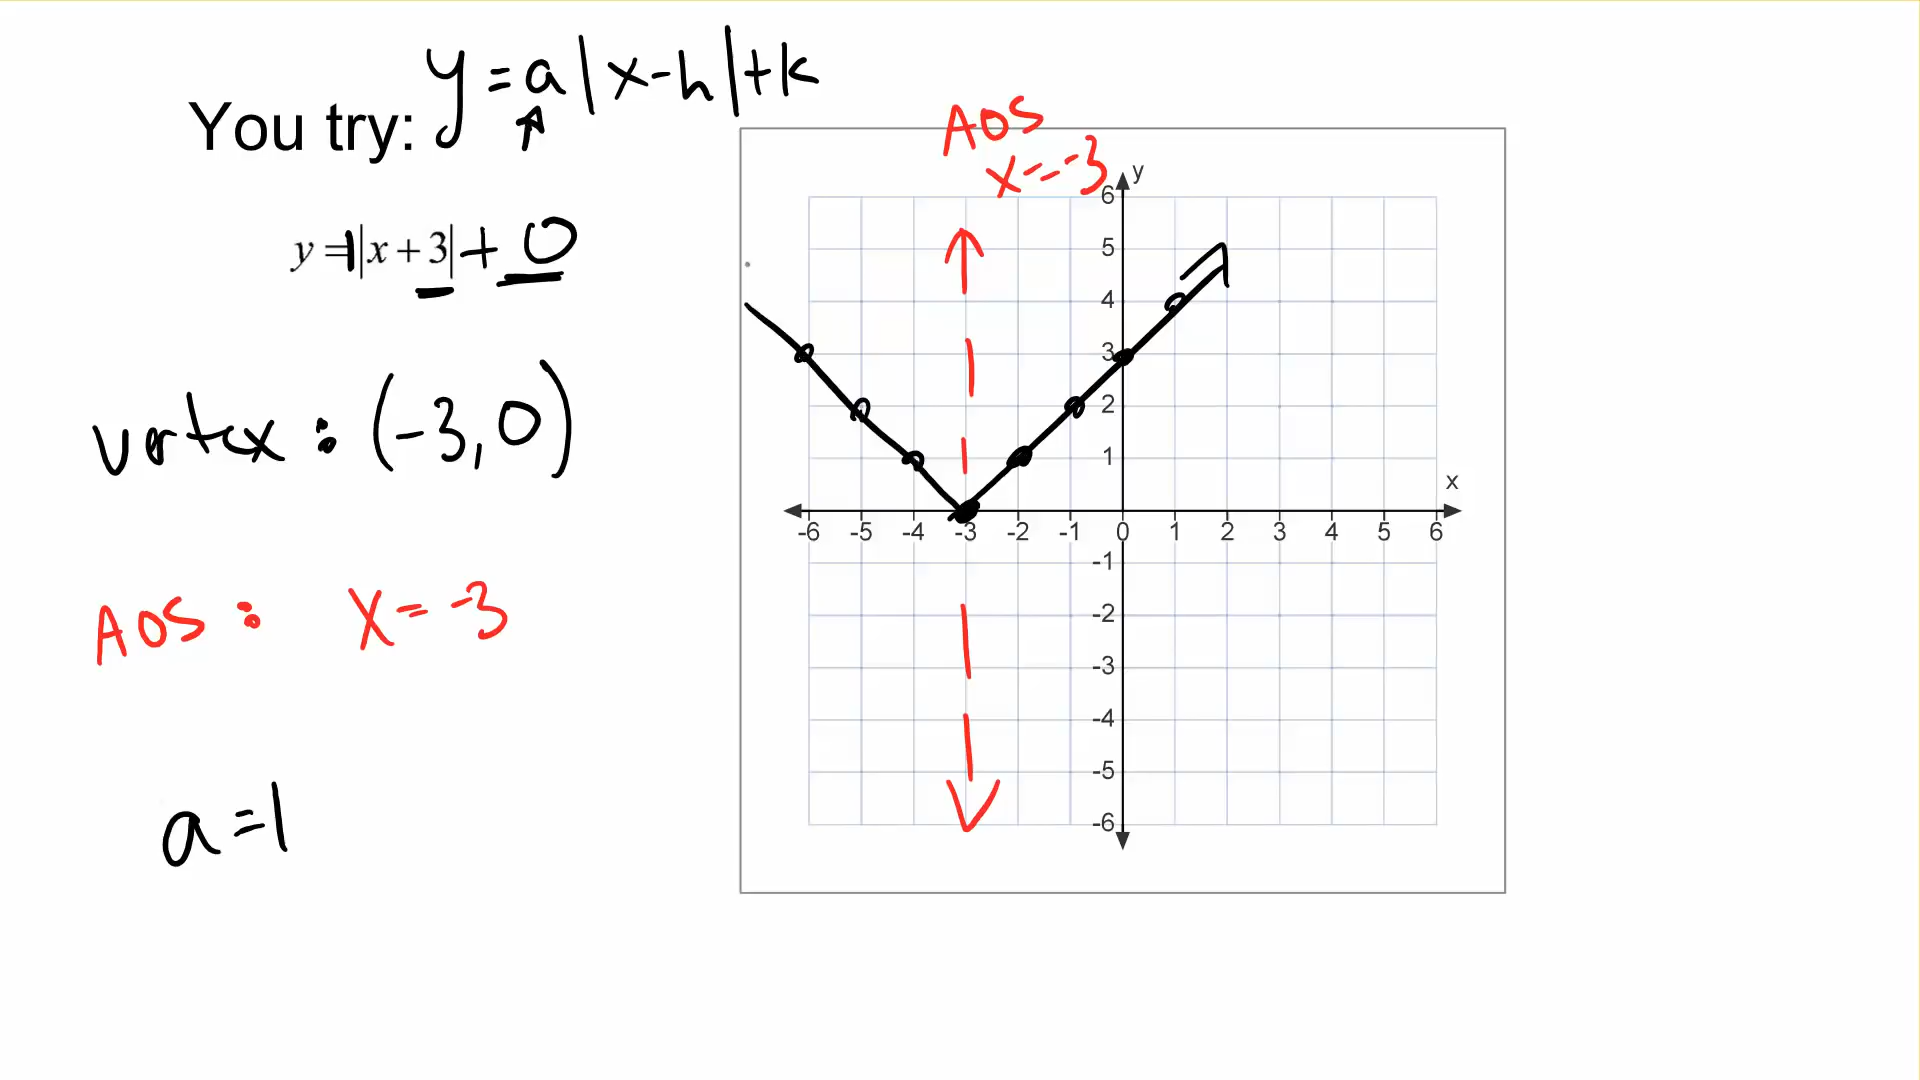 y = a|x-h|+k
You try:
y = 1|x + 3| + 0
vertex : (-3, 0)
AOS : x = -3
a = 1
AOS
x = -3
y
6
5
4
3
2
1
x
-6 -5 -4 -3 -2 -1 0 1 2 3 4 5 6
-1
-2
-3
-4
-5
-6